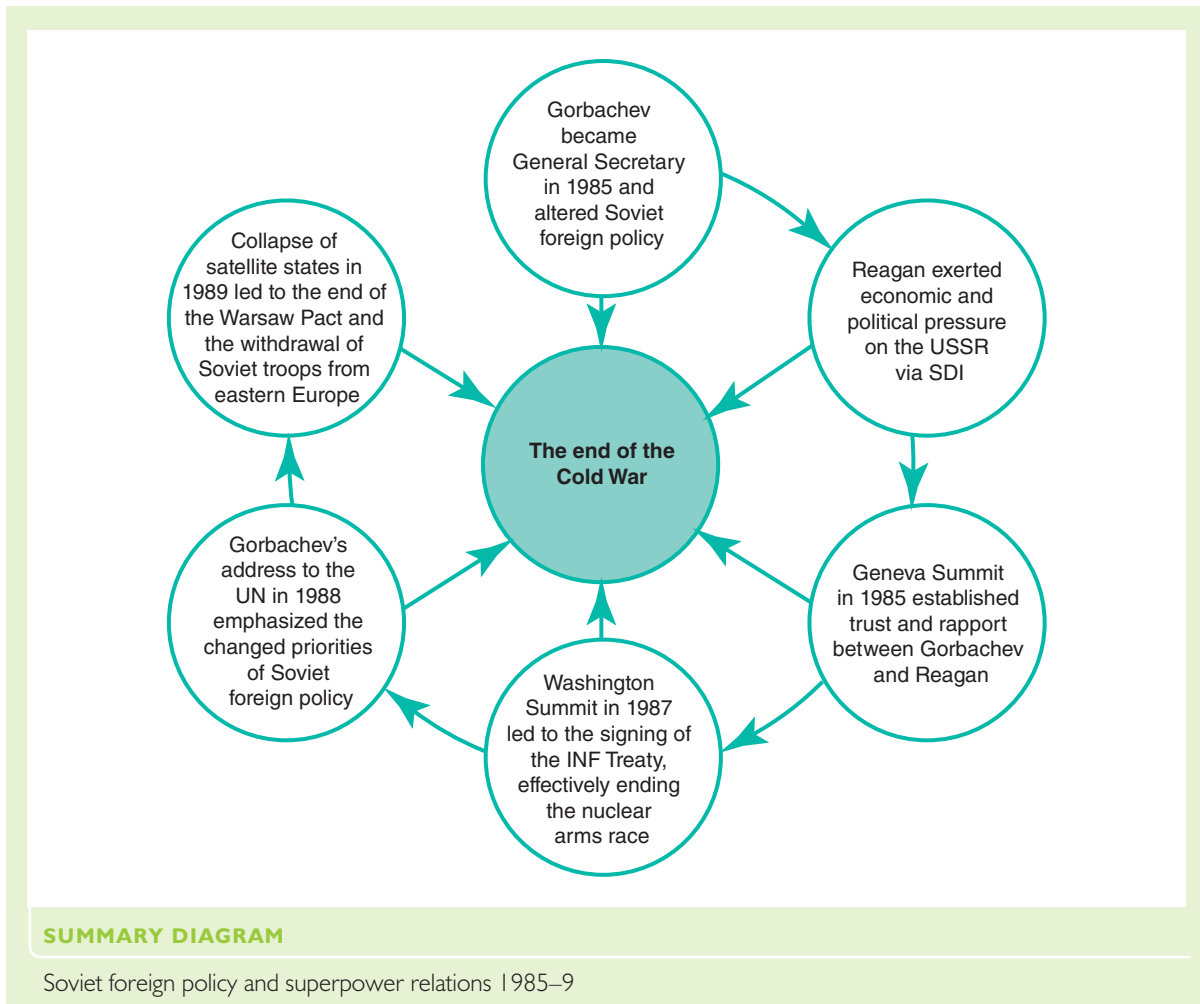 Gorbachev
became
General Secretary
in 1985 and
altered Soviet
foreign policy
Reagan exerted
economic and
political pressure
on the USSR
via SDI
Geneva Summit
in 1985 established
trust and rapport
between Gorbachev
and Reagan
Washington
Summit in 1987
led to the signing of
the INF Treaty,
effectively ending
the nuclear
arms race
Gorbachev's
address to the
UN in 1988
emphasized the
changed priorities
of Soviet
foreign policy
Collapse of
satellite states in
1989 led to the end of
the Warsaw Pact and
the withdrawal of
Soviet troops from
eastern Europe
The end of the
Cold War
SUMMARY DIAGRAM
Soviet foreign policy and superpower relations 1985–9